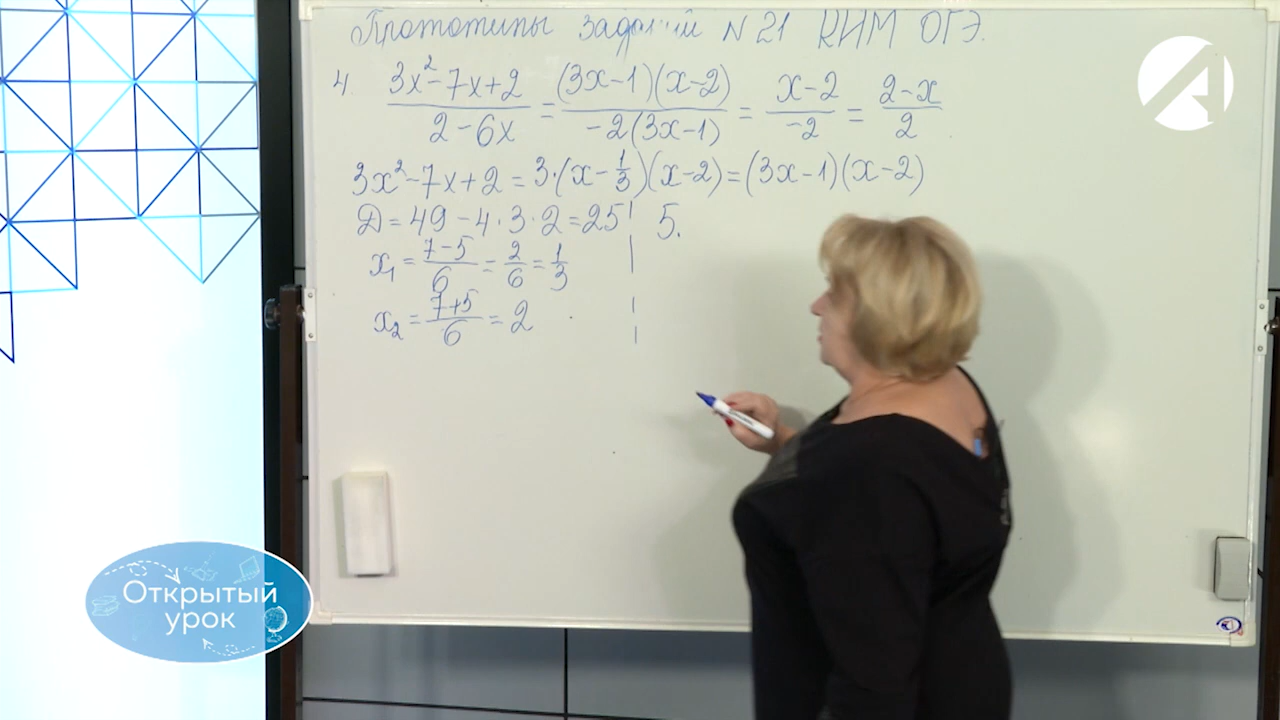 Прототипы заданий N 21 КИМ ОГЭ.
4. (3x²-7x+2)/(2-6x) = ((3x-1)(x-2))/(-2(3x-1)) = (x-2)/(-2) = (2-x)/2
3x²-7x+2 = 3·(x-1/3)(x-2) = (3x-1)(x-2)
Д = 49 - 4·3·2 = 25
5.
x₁ = (7-5)/6 = 2/6 = 1/3
x₂ = (7+5)/6 = 2
Открытый
урок